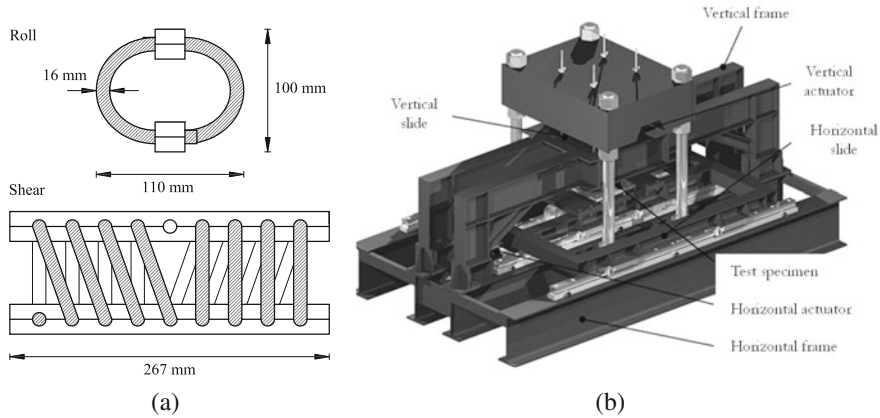 Roll
16 mm
100 mm
110 mm
Shear
267 mm
(a)
Vertical frame
Vertical
actuator
Vertical
slide
Horizontal
slide
Test specimen
Horizontal actuator
Horizontal frame
(b)